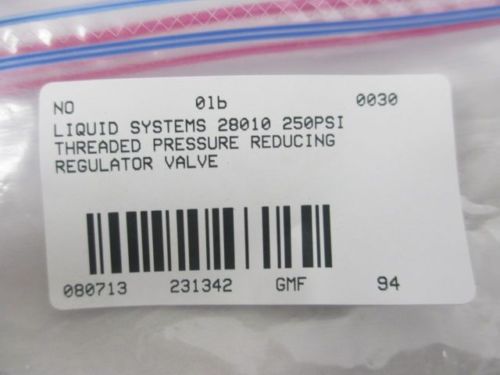 NO 01b 0030
LIQUID SYSTEMS 28010 250PSI
THREADED PRESSURE REDUCING
REGULATOR VALVE
080713 231342 GMF 94